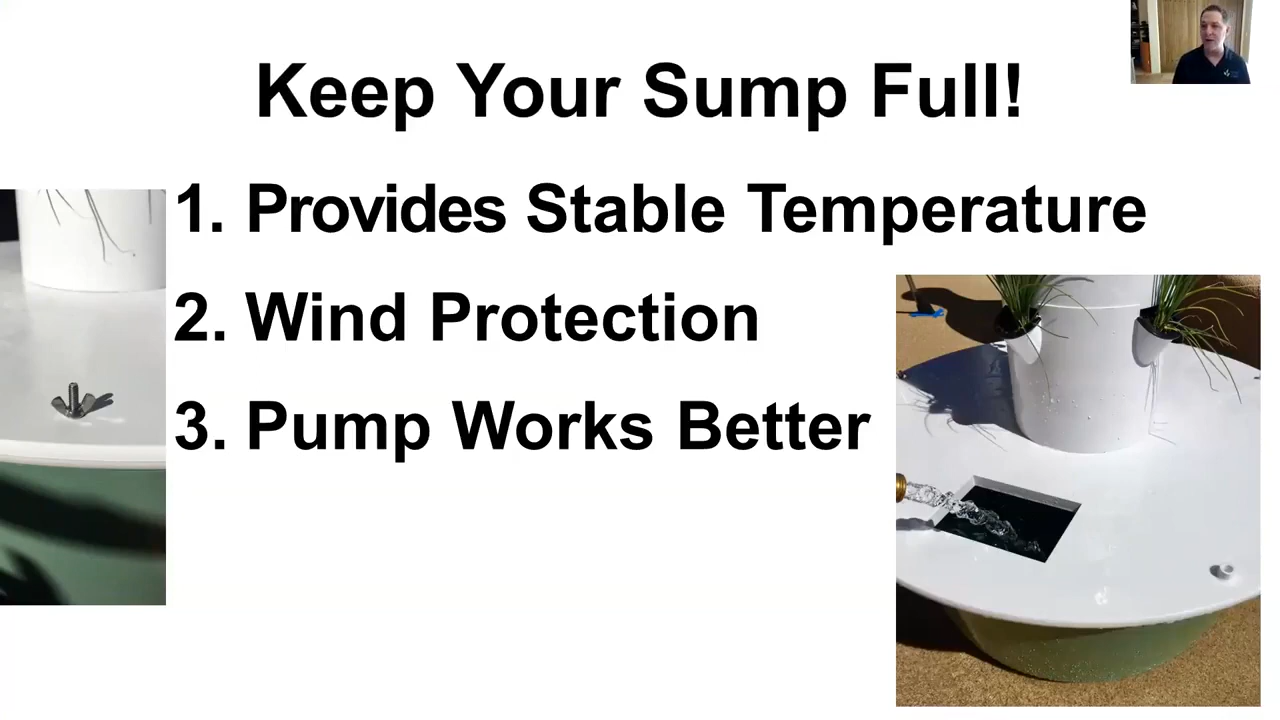 Keep Your Sump Full!
1. Provides Stable Temperature
2. Wind Protection
3. Pump Works Better